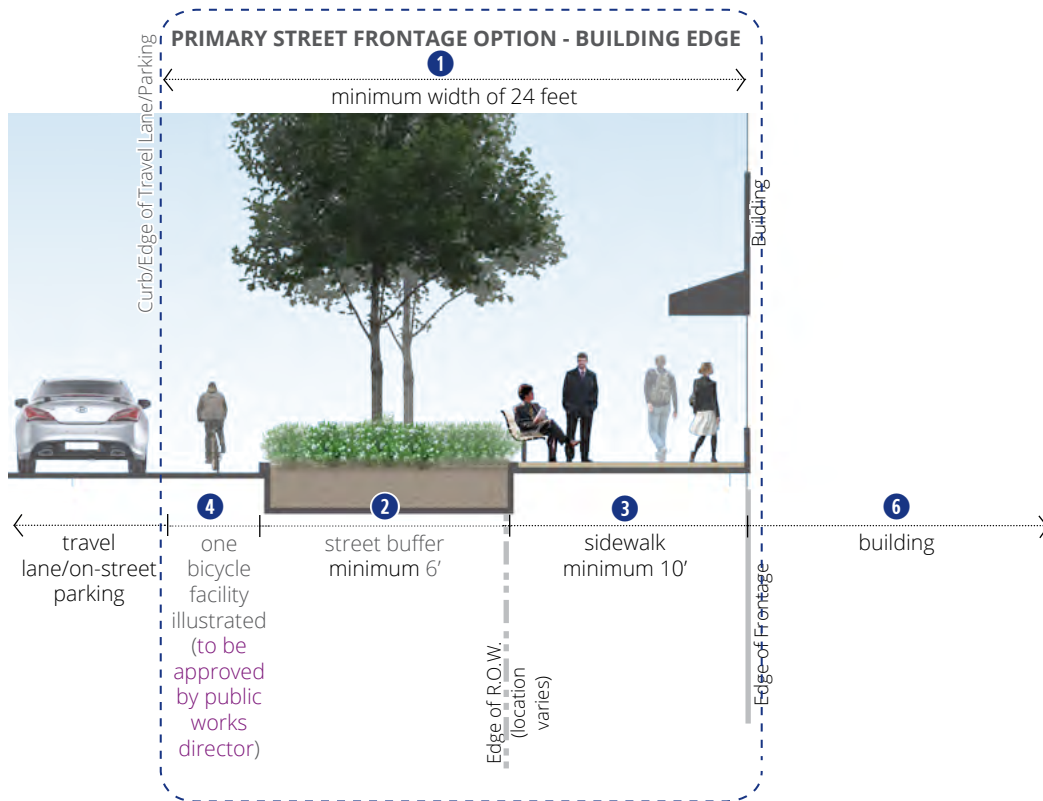 PRIMARY STREET FRONTAGE OPTION - BUILDING EDGE
1
minimum width of 24 feet
Curb/Edge of Travel Lane/Parking
Building
4
2
3
6
travel
lane/on-street
parking
one
bicycle
facility
illustrated
(to be
approved
by public
works
director)
street buffer
minimum 6'
sidewalk
minimum 10'
building
Edge of R.O.W.
(location
varies)
Edge of Frontage